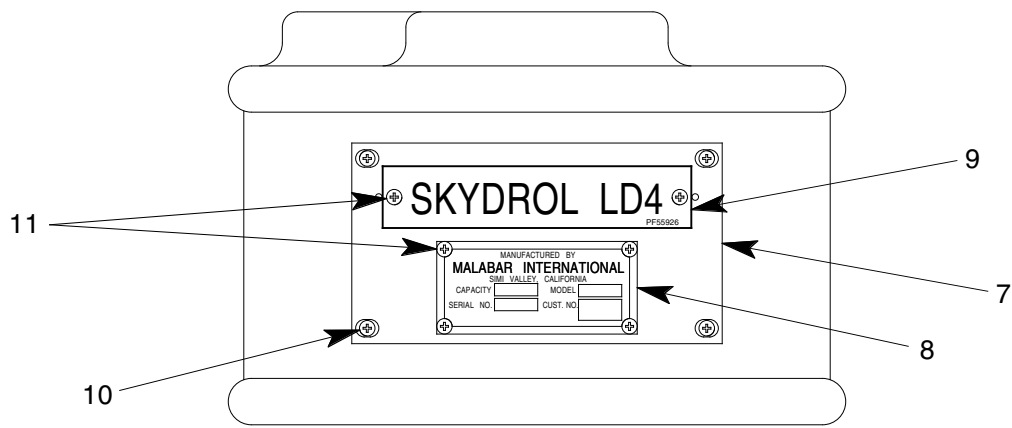 9
SKYDROL LD4
PF55926
11
MANUFACTURED BY
MALABAR INTERNATIONAL
SIMI VALLEY, CALIFORNIA
CAPACITY MODEL
SERIAL NO. CUST. NO.
7
8
10